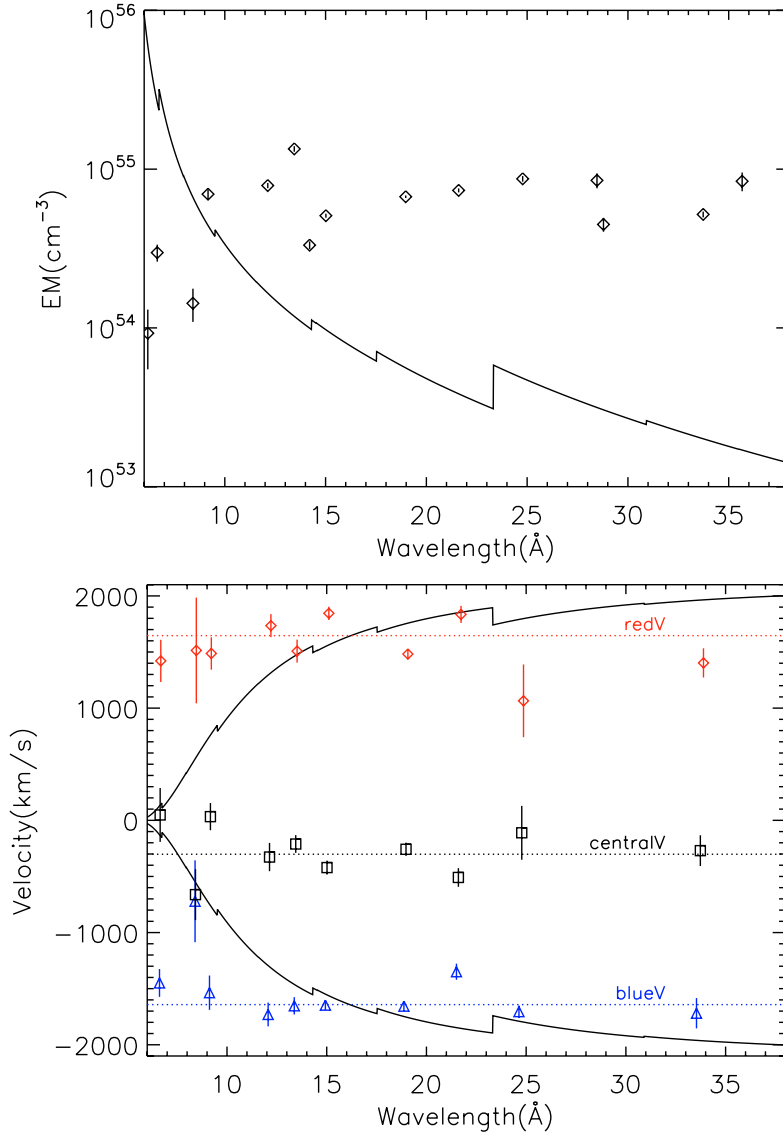 10^56
10^55
10^54
10^53
EM(cm^−3)
10 15 20 25 30 35
Wavelength(Å)
2000
1000
0
−1000
−2000
Velocity(km/s)
redV
centralV
blueV
10 15 20 25 30 35
Wavelength(Å)